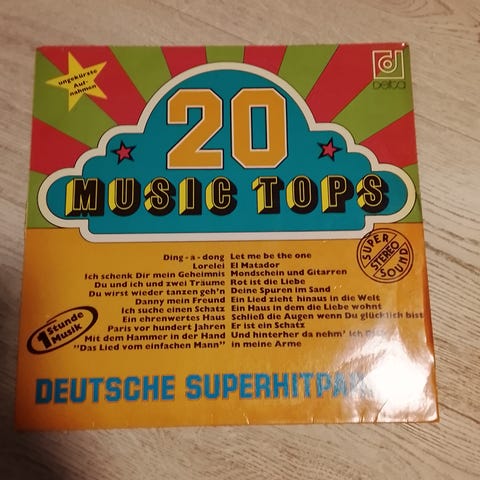 ungekürzte
Auf-
nahmen
delta
20
MUSIC TOPS
SUPER
STEREO
SOUND
Ding-a-dong
Lorelei
Ich schenk Dir mein Geheimnis
Du und ich und zwei Träume
Du wirst wieder tanzen geh'n
Danny mein Freund
Ich suche einen Schatz
Ein ehrenwertes Haus
Paris vor hundert Jahren
Mit dem Hammer in der Hand
"Das Lied vom einfachen Mann"
Let me be the one
El Matador
Mondschein und Gitarren
Rot ist die Liebe
Deine Spuren im Sand
Ein Lied zieht hinaus in die Welt
Ein Haus in dem die Liebe wohnt
Schließ die Augen wenn Du glücklich bist
Er ist ein Schatz
Und hinterher da nehm' Ich
in meine Arme
1 Stunde
Musik
DEUTSCHE